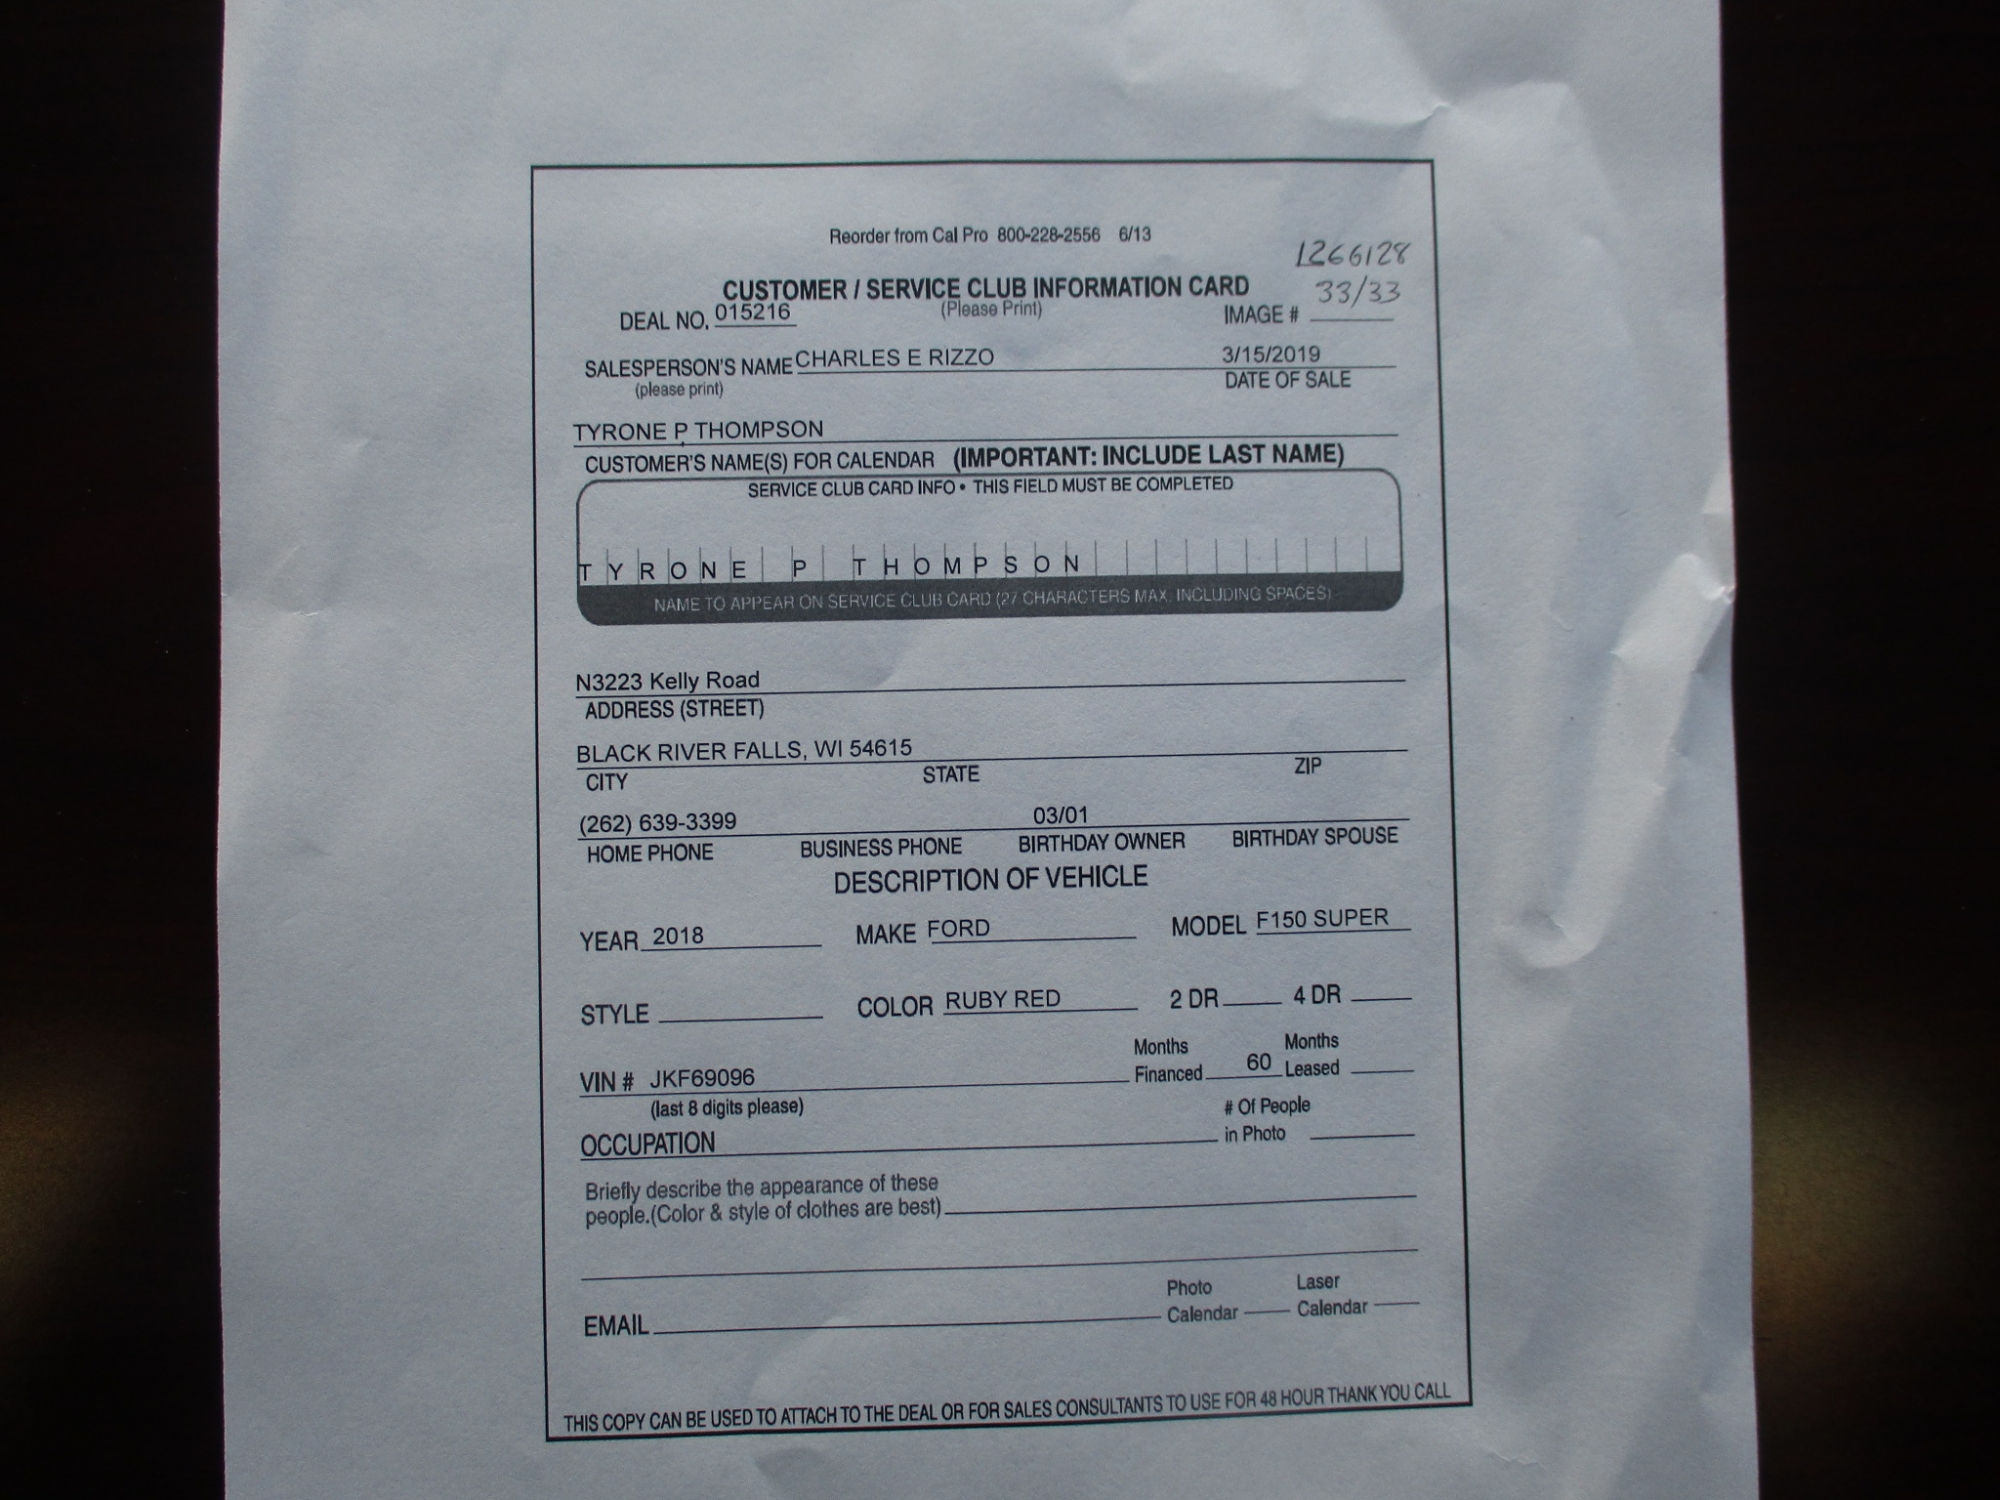 Reorder from Cal Pro 800-228-2556 6/13
1266128
CUSTOMER / SERVICE CLUB INFORMATION CARD
33/33
DEAL NO. 015216 (Please Print) IMAGE #
SALESPERSON'S NAME CHARLES E RIZZO 3/15/2019
(please print) DATE OF SALE
TYRONE P THOMPSON
CUSTOMER'S NAME(S) FOR CALENDAR (IMPORTANT: INCLUDE LAST NAME)
SERVICE CLUB CARD INFO • THIS FIELD MUST BE COMPLETED
T Y R O N E P T H O M P S O N
NAME TO APPEAR ON SERVICE CLUB CARD (27 CHARACTERS MAX. INCLUDING SPACES)
N3223 Kelly Road
ADDRESS (STREET)
BLACK RIVER FALLS, WI 54615
CITY STATE ZIP
(262) 639-3399 03/01
HOME PHONE BUSINESS PHONE BIRTHDAY OWNER BIRTHDAY SPOUSE
DESCRIPTION OF VEHICLE
YEAR 2018 MAKE FORD MODEL F150 SUPER
STYLE COLOR RUBY RED 2 DR 4 DR
Months Months
VIN # JKF69096 Financed 60 Leased
(last 8 digits please) # Of People
OCCUPATION in Photo
Briefly describe the appearance of these
people.(Color & style of clothes are best)
Photo Laser
EMAIL Calendar Calendar
THIS COPY CAN BE USED TO ATTACH TO THE DEAL OR FOR SALES CONSULTANTS TO USE FOR 48 HOUR THANK YOU CALL